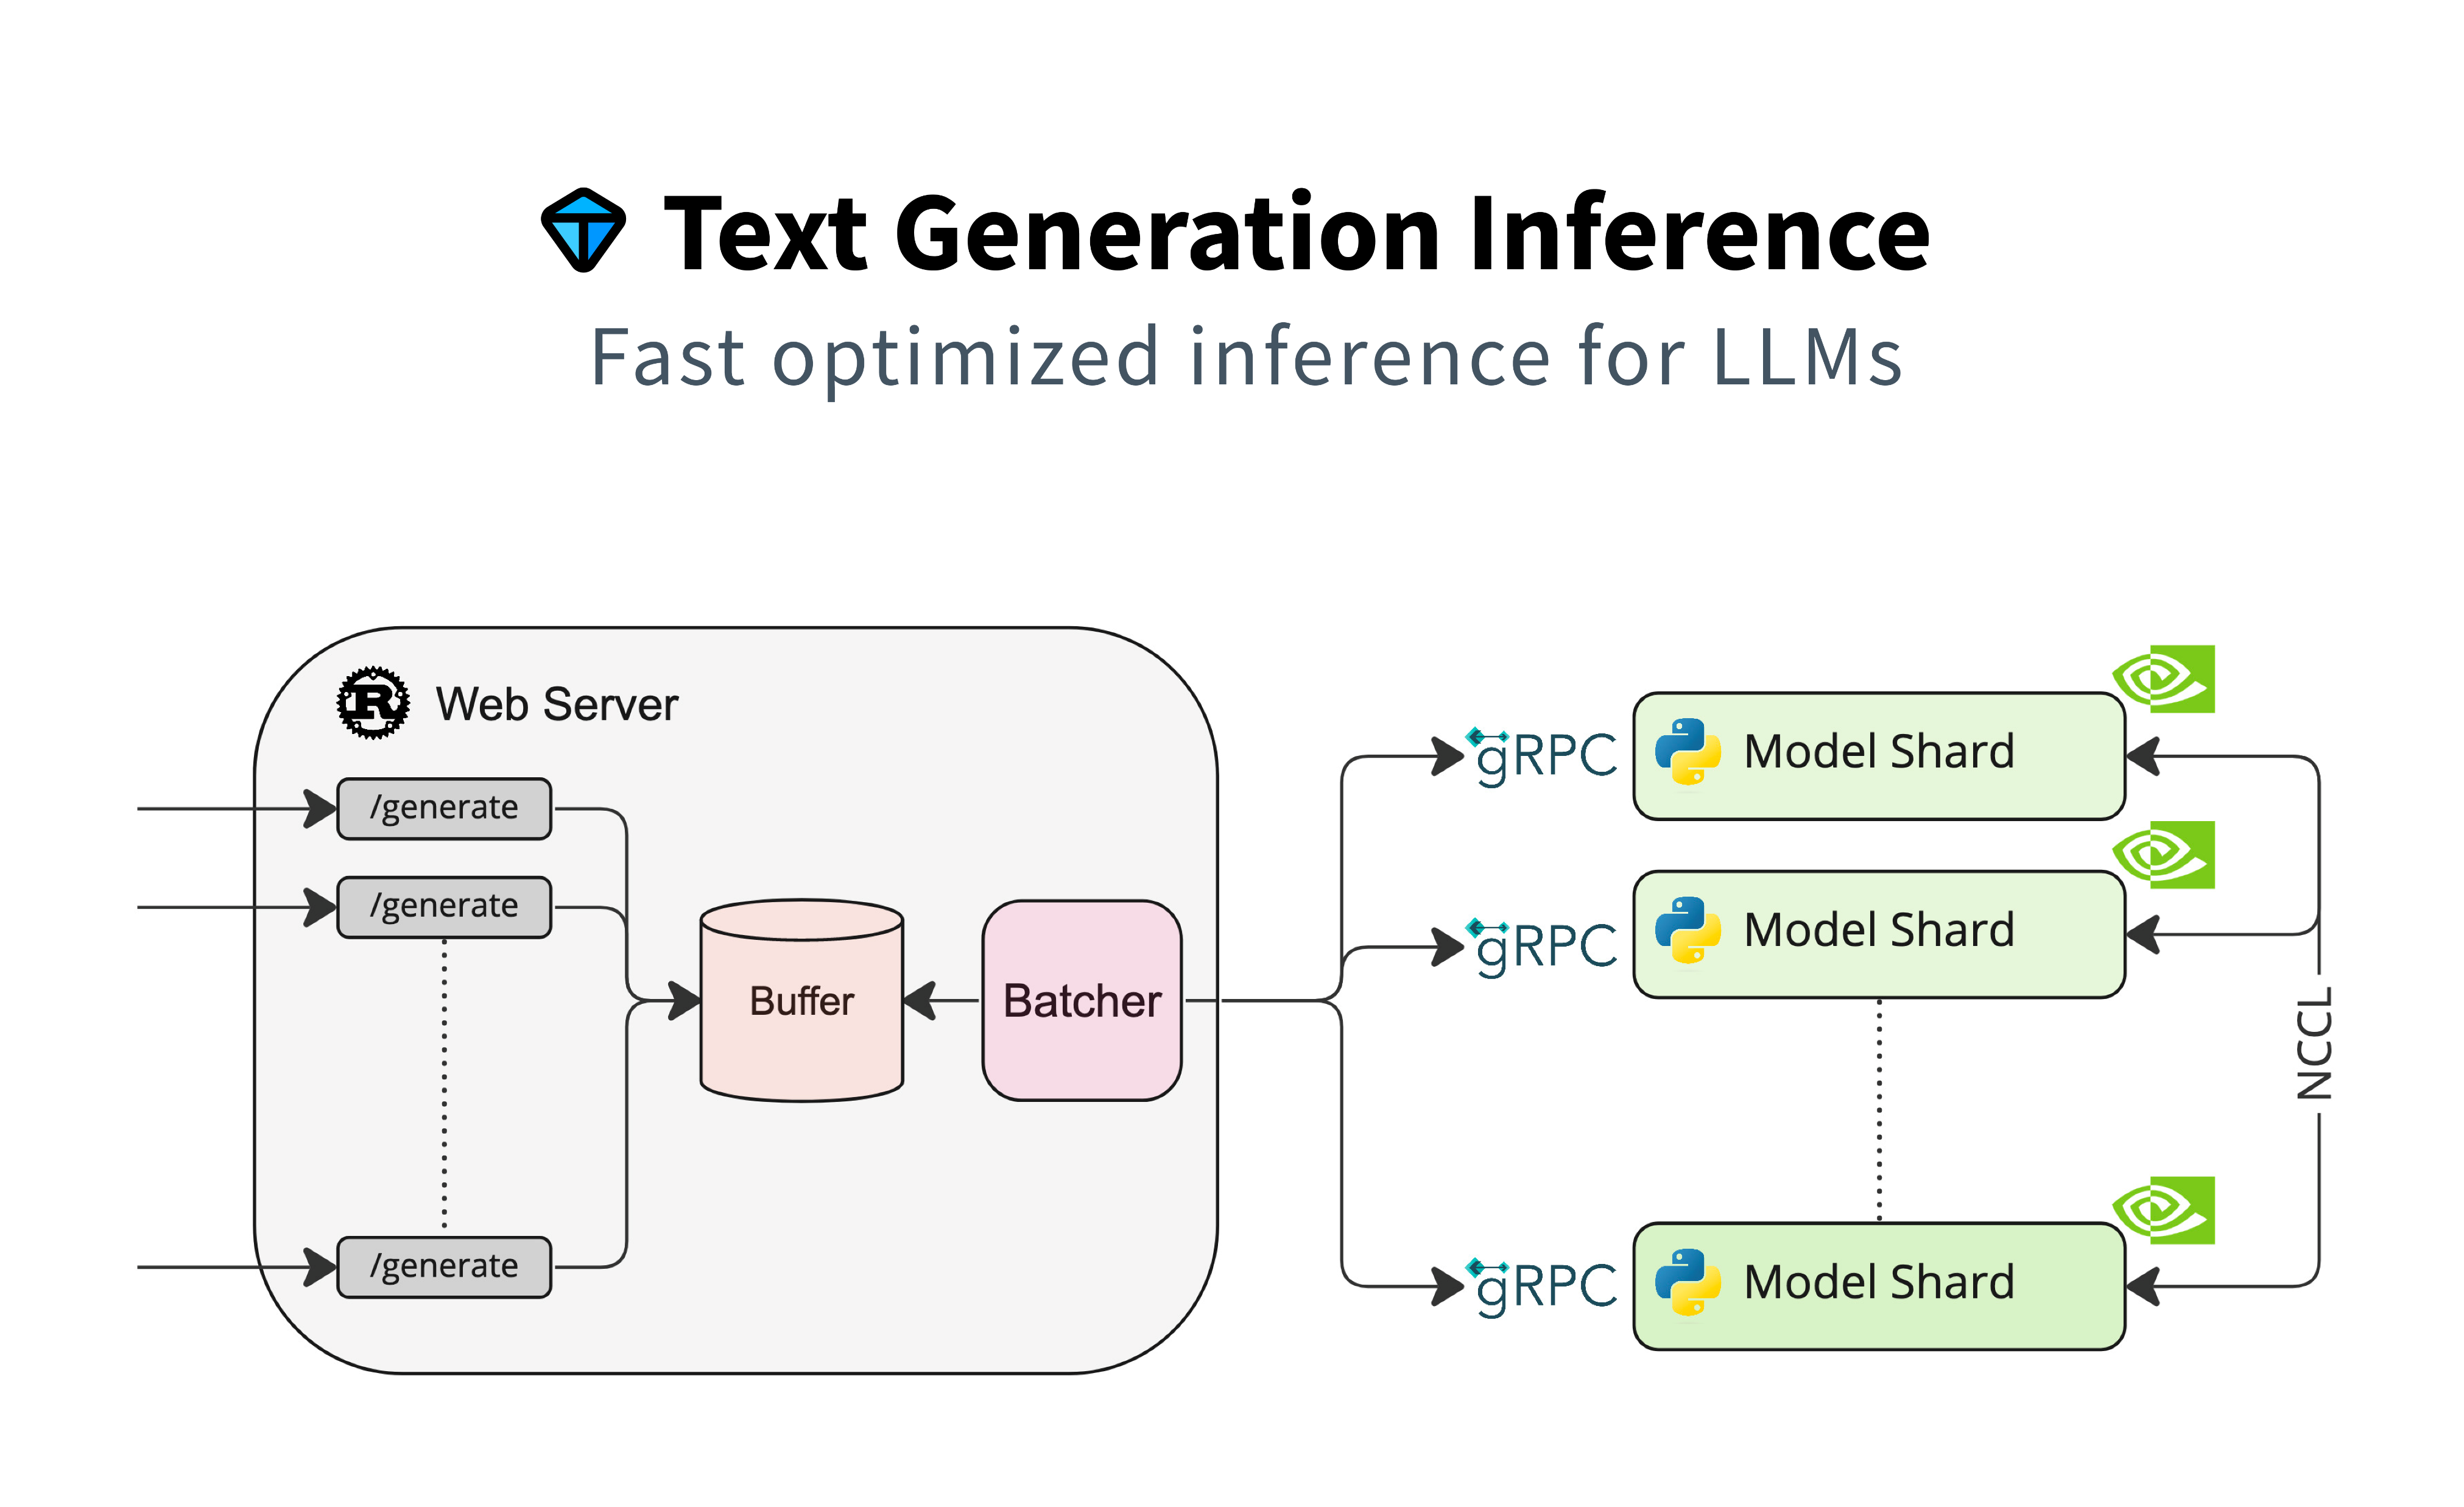 Text Generation Inference
Fast optimized inference for LLMs
R Web Server
/generate
/generate
/generate
Buffer
Batcher
gRPC
gRPC
gRPC
Model Shard
Model Shard
Model Shard
NCCL